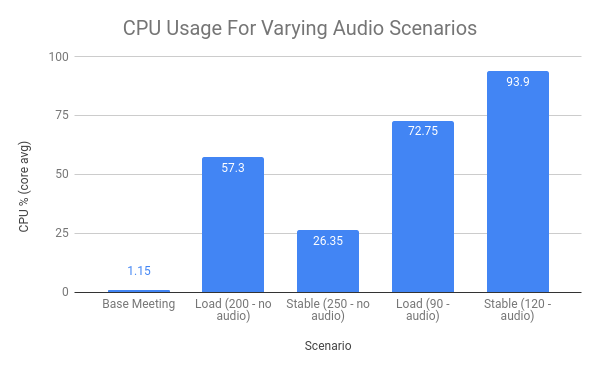 CPU Usage For Varying Audio Scenarios
CPU % (core avg)
100
75
50
25
0
1.15
57.3
26.35
72.75
93.9
Base Meeting
Load (200 - no
audio)
Stable (250 - no
audio)
Load (90 -
audio)
Stable (120 -
audio)
Scenario